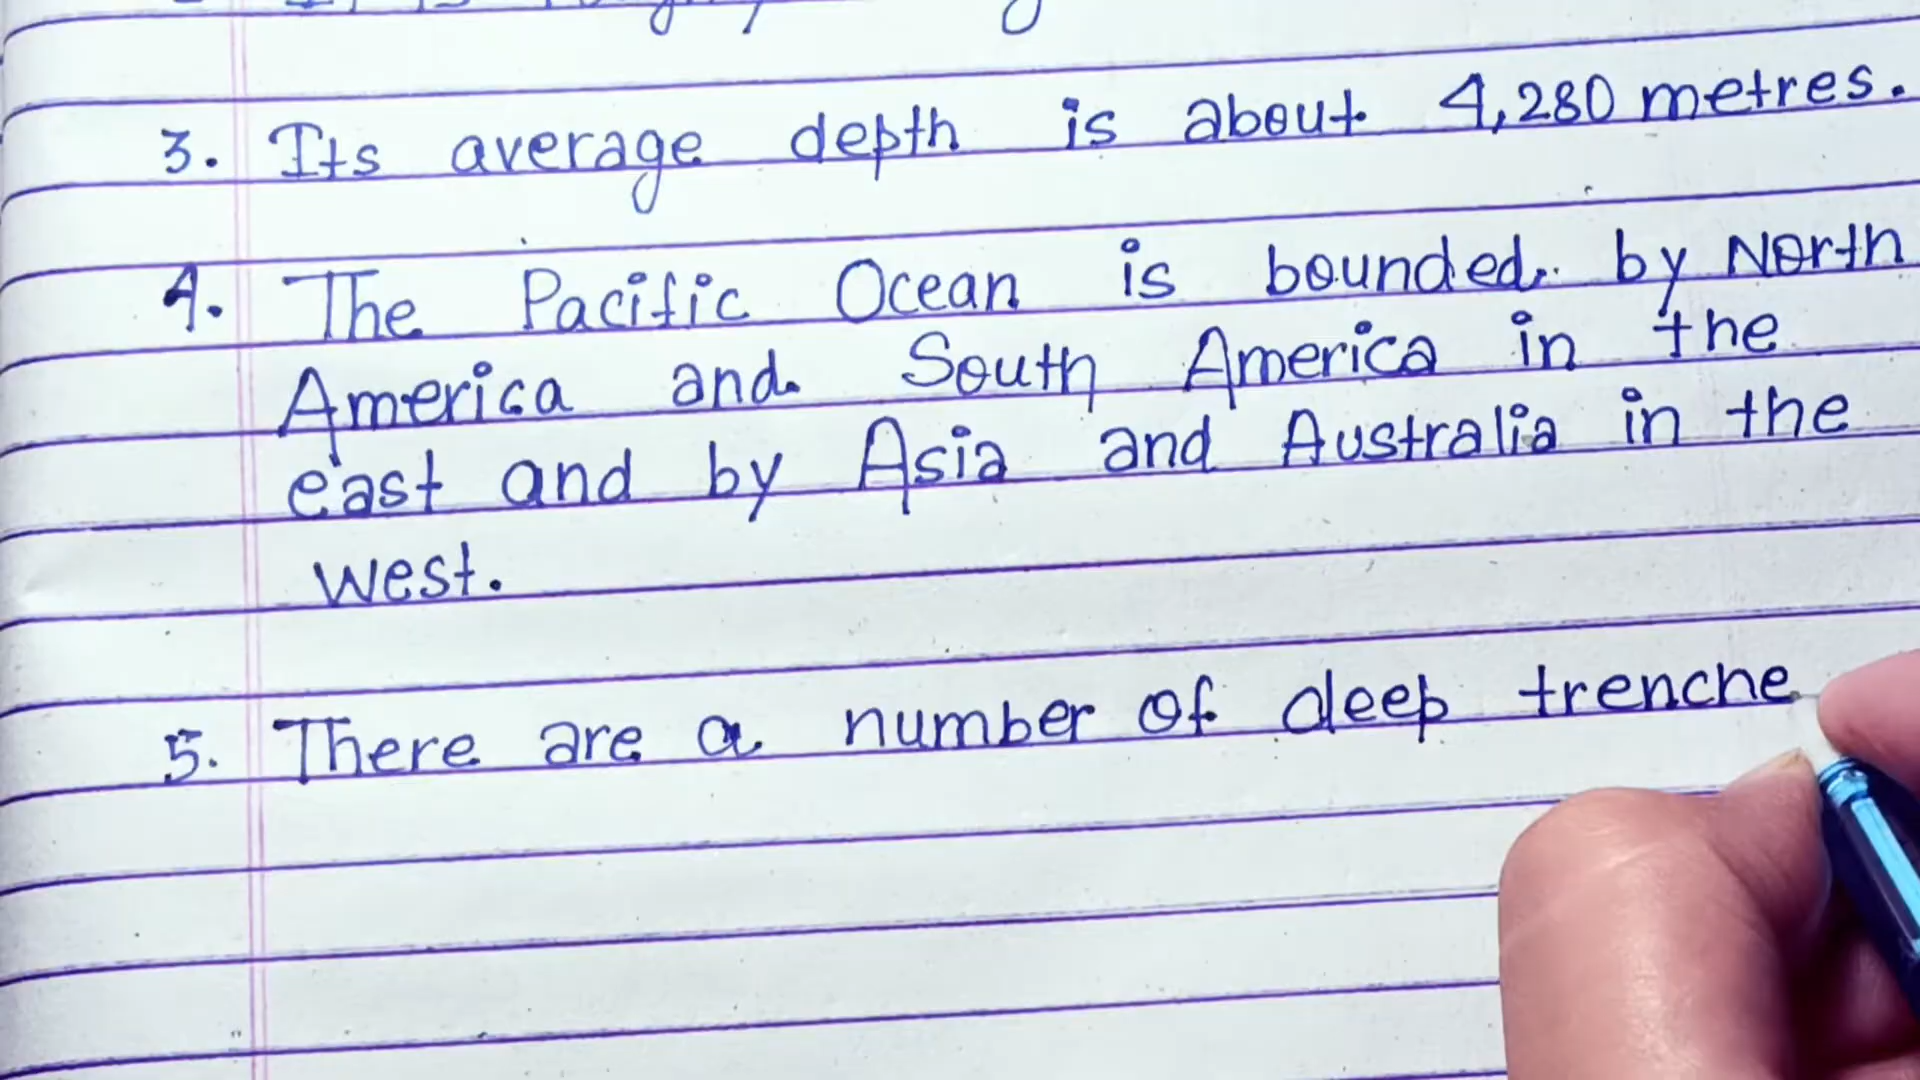 3. Its average depth is about 4,280 metres.
4. The Pacific Ocean is bounded by North
America and South America in the
east and by Asia and Australia in the
west.
5. There are a number of deep trenche